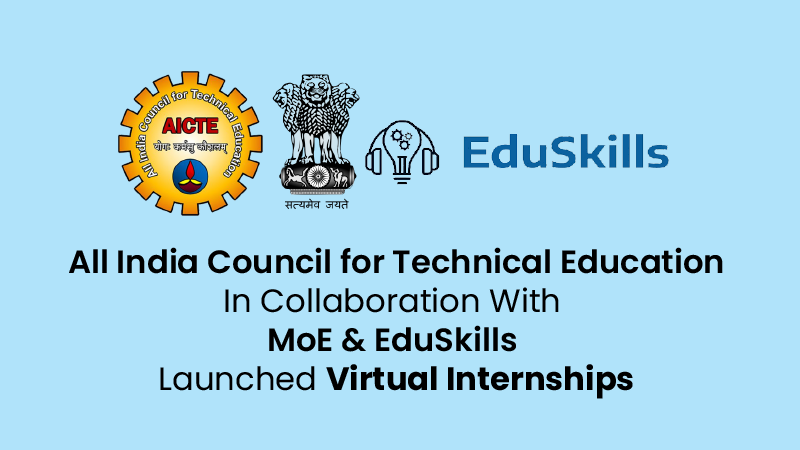 All India Council for Technical Education
AICTE
योगः कर्मसु कौशलम्
सत्यमेव जयते
EduSkills
All India Council for Technical Education
In Collaboration With
MoE & EduSkills
Launched Virtual Internships